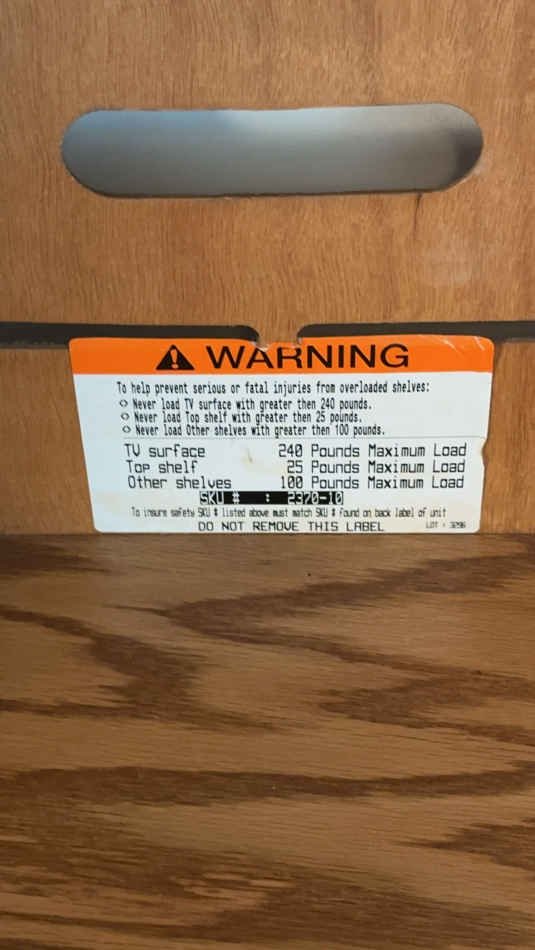 WARNING
To help prevent serious or fatal injuries from overloaded shelves:
Never load TV surface with greater then 240 pounds.
Never load Top shelf with greater then 25 pounds.
Never load Other shelves with greater then 100 pounds.
TV surface 240 Pounds Maximum Load
Top shelf 25 Pounds Maximum Load
Other shelves 100 Pounds Maximum Load
SKU # : 2370-10
To insure safety SKU # listed above must match SKU # found on back label of unit
DO NOT REMOVE THIS LABEL LOT : 3296